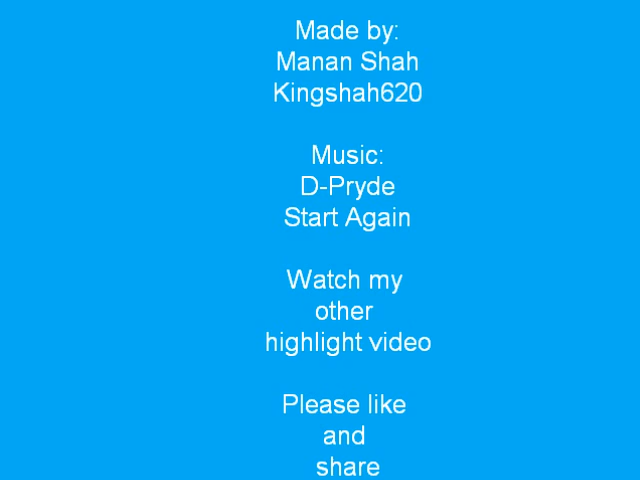 Made by:
Manan Shah
Kingshah620
Music:
D-Pryde
Start Again
Watch my
other
highlight video
Please like
and
share